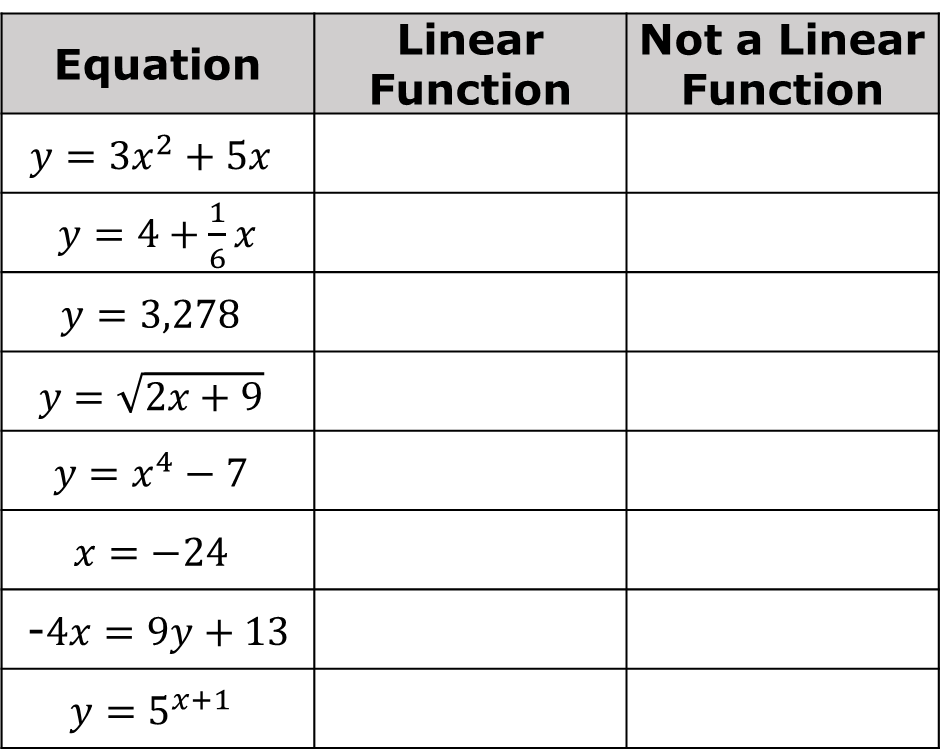 Equation Linear Function Not a Linear Function
y = 3x² + 5x
y = 4 + 1/6 x
y = 3,278
y = √(2x + 9)
y = x⁴ − 7
x = −24
-4x = 9y + 13
y = 5ˣ⁺¹